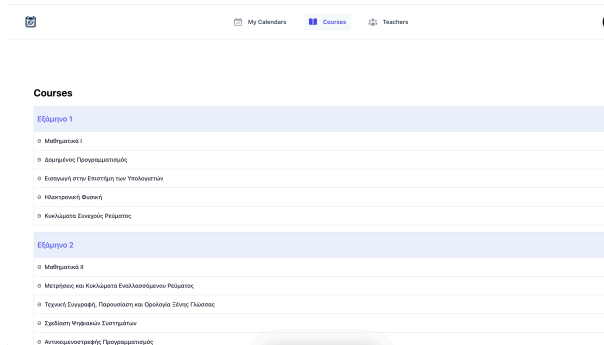 My Calendars
Courses
Teachers
Courses
Εξάμηνο 1
Θ Μαθηματικά Ι
Θ Δομημένος Προγραμματισμός
Θ Εισαγωγή στην Επιστήμη των Υπολογιστών
Θ Ηλεκτρονική Φυσική
Θ Κυκλώματα Συνεχούς Ρεύματος
Εξάμηνο 2
Θ Μαθηματικά ΙΙ
Θ Μετρήσεις και Κυκλώματα Εναλλασσόμενου Ρεύματος
Θ Τεχνική Συγγραφή, Παρουσίαση και Ορολογία Ξένης Γλώσσας
Θ Σχεδίαση Ψηφιακών Συστημάτων
Θ Αντικειμενοστρεφής Προγραμματισμός